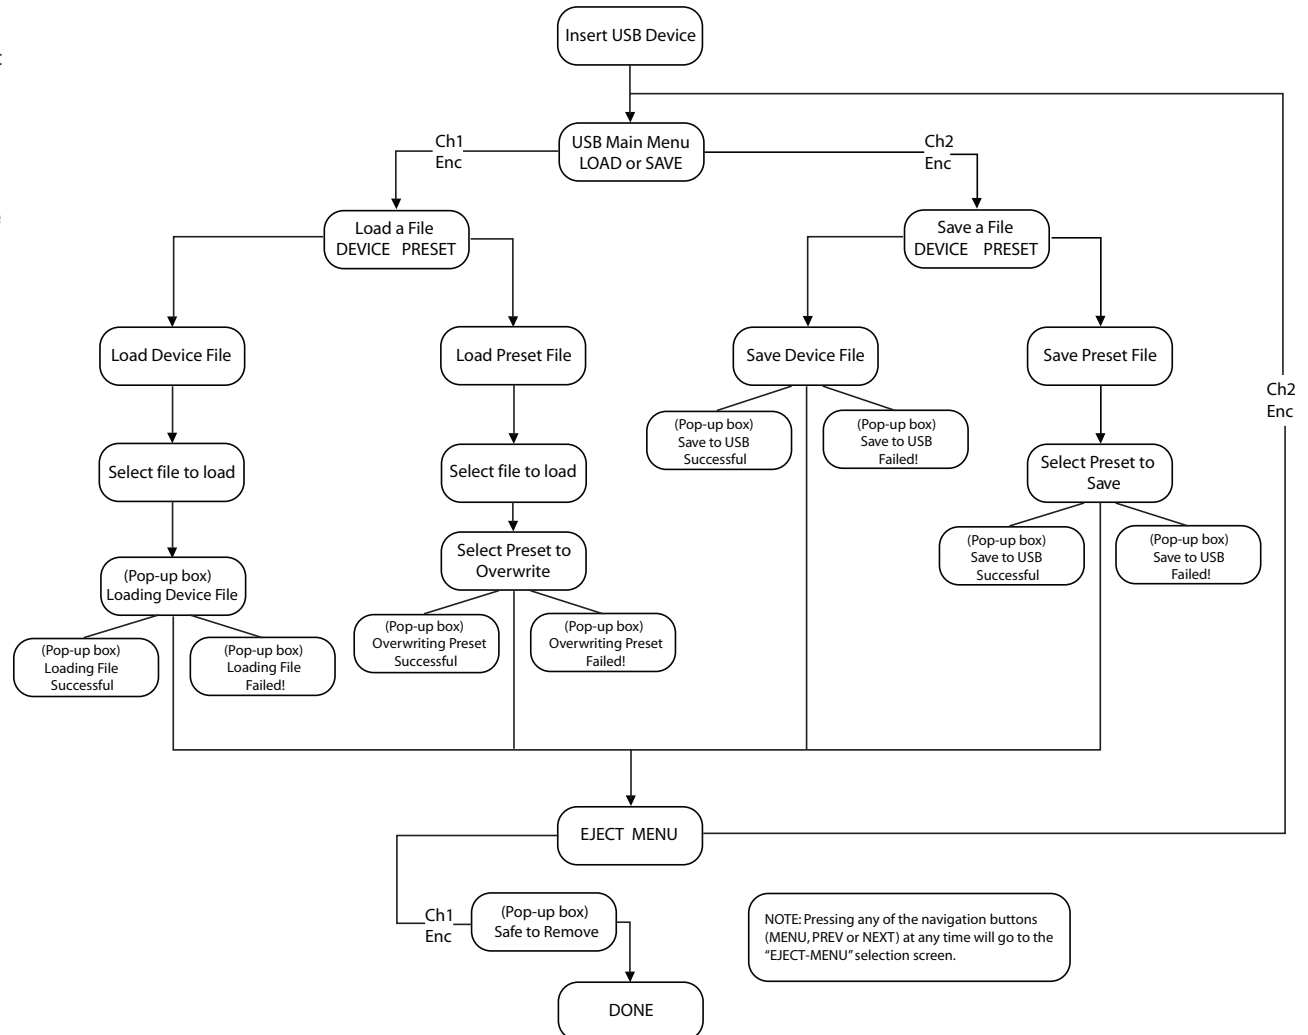 Insert USB Device
Ch1
Enc
USB Main Menu
LOAD or SAVE
Ch2
Enc
Load a File
DEVICE PRESET
Save a File
DEVICE PRESET
Load Device File
Load Preset File
Save Device File
Save Preset File
Ch2
Enc
(Pop-up box)
Save to USB
Successful
(Pop-up box)
Save to USB
Failed!
Select file to load
Select file to load
Select Preset to
Save
(Pop-up box)
Loading Device File
Select Preset to
Overwrite
(Pop-up box)
Save to USB
Successful
(Pop-up box)
Save to USB
Failed!
(Pop-up box)
Loading File
Successful
(Pop-up box)
Loading File
Failed!
(Pop-up box)
Overwriting Preset
Successful
(Pop-up box)
Overwriting Preset
Failed!
EJECT MENU
Ch1
Enc
(Pop-up box)
Safe to Remove
NOTE: Pressing any of the navigation buttons
(MENU, PREV or NEXT) at any time will go to the
“EJECT-MENU” selection screen.
DONE